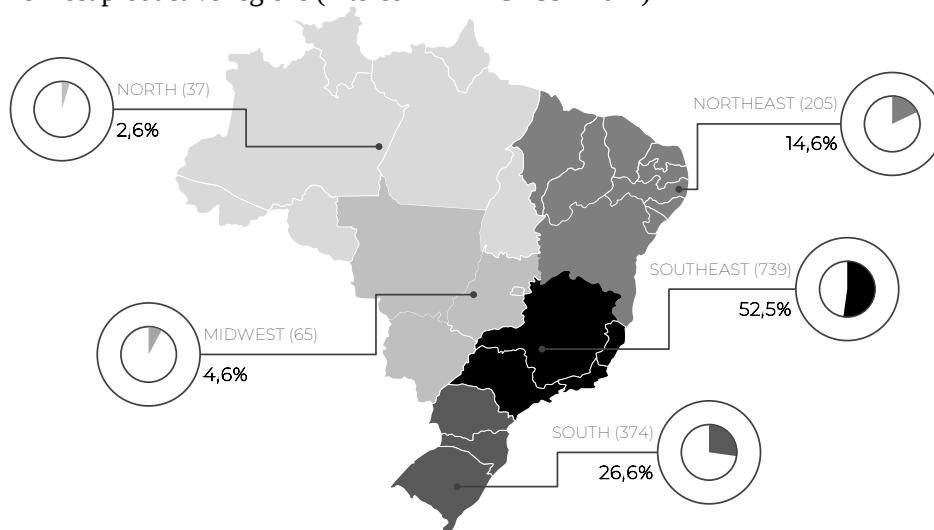 NORTH (37)
2,6%
NORTHEAST (205)
14,6%
SOUTHEAST (739)
52,5%
MIDWEST (65)
4,6%
SOUTH (374)
26,6%